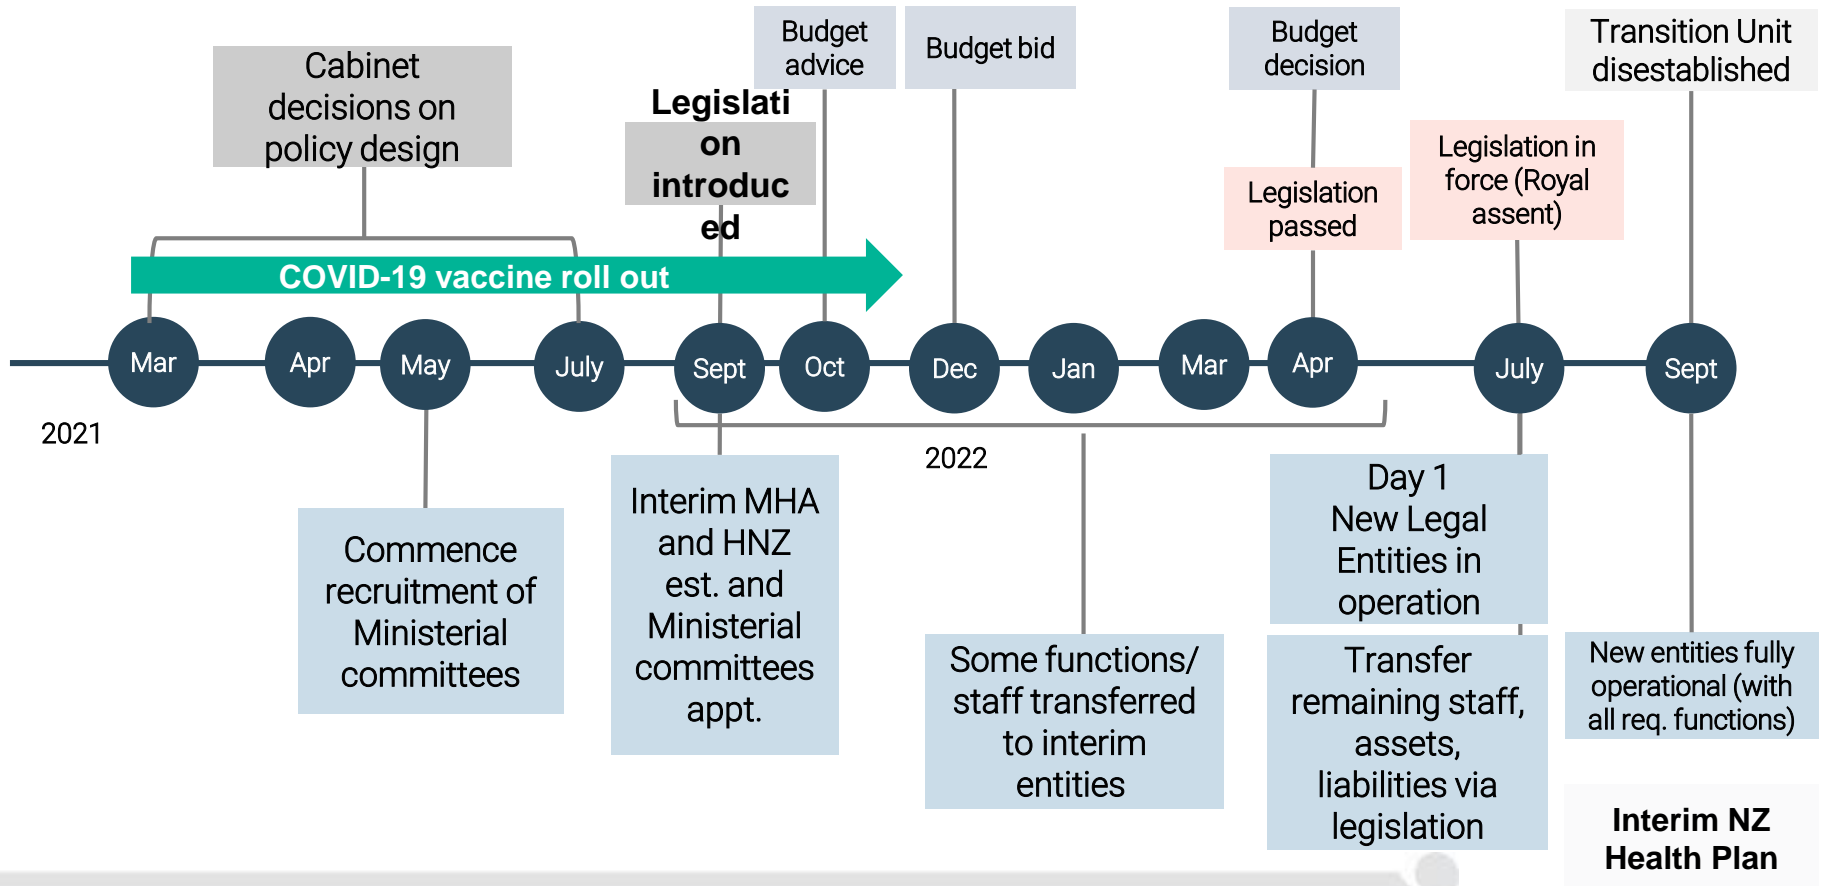 Cabinet
decisions on
policy design
Legislati
on
introduc
ed
Budget
advice
Budget bid
Budget
decision
Legislation
passed
Legislation in
force (Royal
assent)
Transition Unit
disestablished
COVID-19 vaccine roll out
Mar
Apr
May
July
Sept
Oct
Dec
Jan
Mar
Apr
July
Sept
2021
2022
Commence
recruitment of
Ministerial
committees
Interim MHA
and HNZ
est. and
Ministerial
committees
appt.
Some functions/
staff transferred
to interim
entities
Day 1
New Legal
Entities in
operation
Transfer
remaining staff,
assets,
liabilities via
legislation
New entities fully
operational (with
all req. functions)
Interim NZ
Health Plan